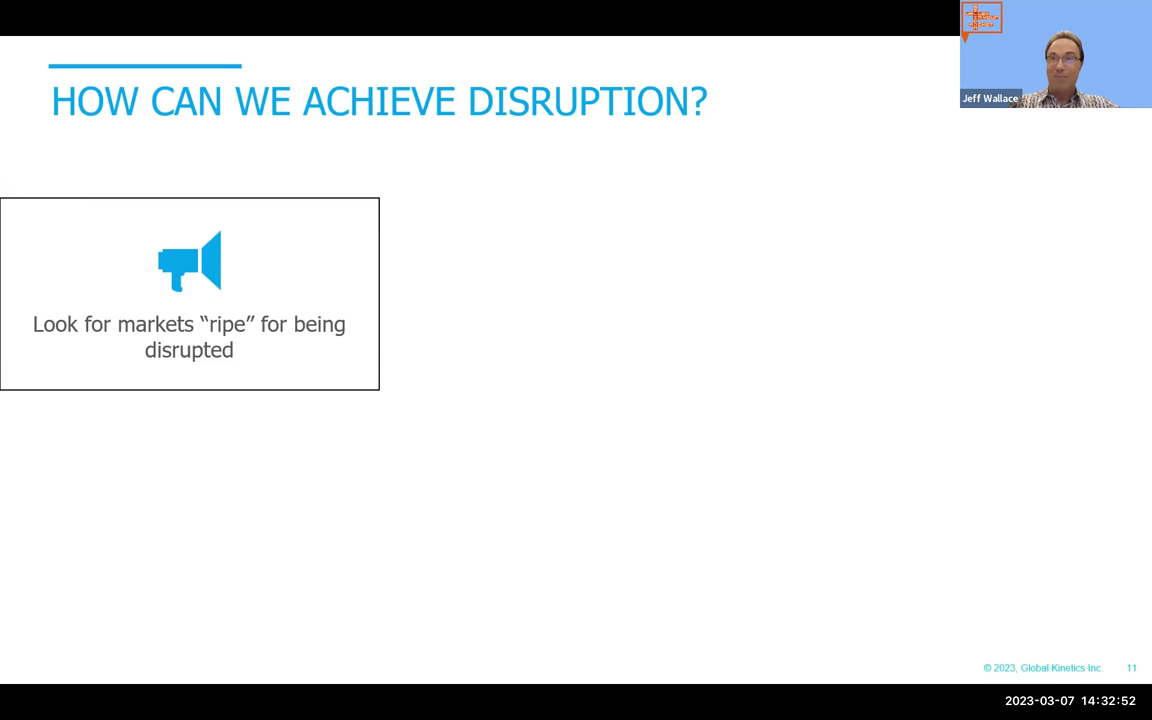 HOW CAN WE ACHIEVE DISRUPTION?
Jeff Wallace
Look for markets “ripe” for being
disrupted
© 2023, Global Kinetics Inc.
11
2023-03-07 14:32:52